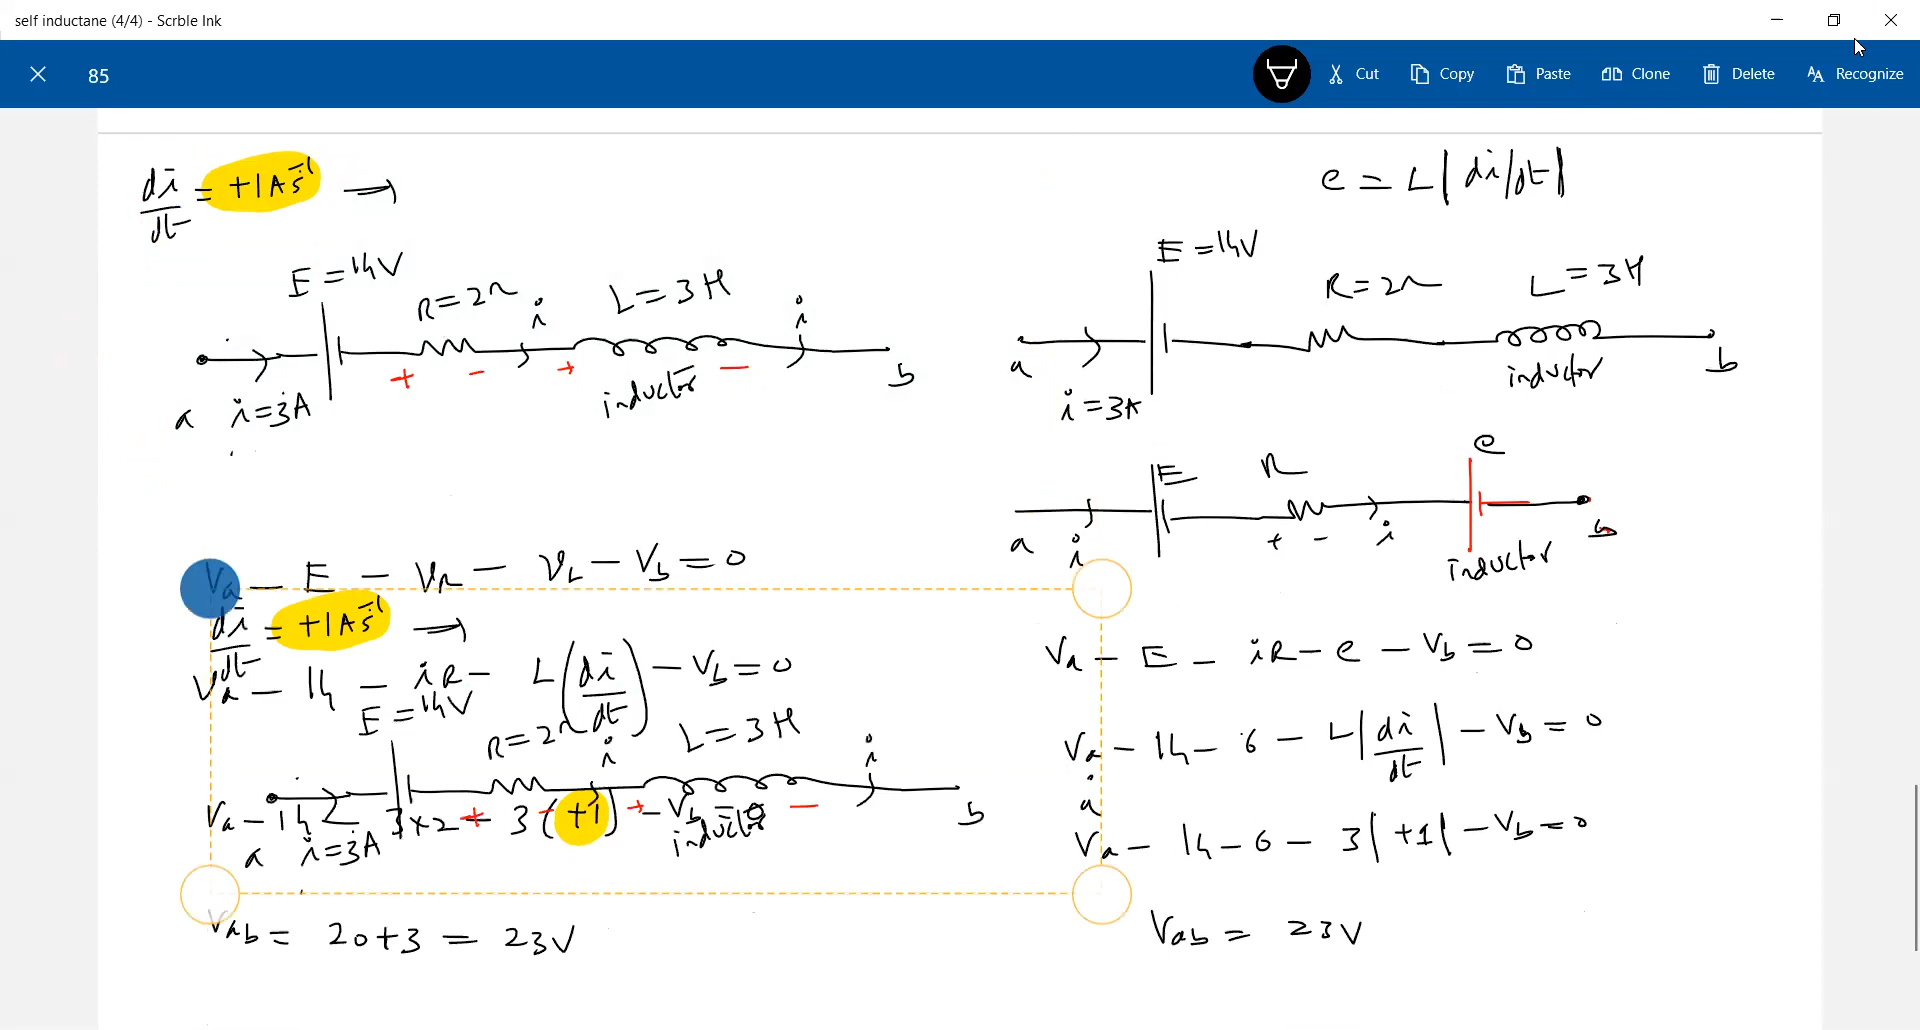 self inductane (4/4) - Scrble Ink
85
Cut Copy Paste Clone Delete Recognize
di/dt = +1As⁻¹ →
E = 14V
R = 2Ω i L = 3H i
+ - + -
a i = 3A inductor b
Va - E - VR - VL - Vb = 0
di/dt = +1As⁻¹ →
Va - 14 - iR - L(di/dt) - Vb = 0
E = 14V
R = 2Ω i L = 3H i
Va - 14 - 3×2 - 3(+1) - Vb = 0
+ - + -
a i = 3A inductor b
Vab = 20+3 = 23V
e = L|di/dt|
E = 14V
R = 2Ω L = 3H
a i = 3A inductor b
E R e
a i + - i inductor b
Va - E - iR - e - Vb = 0
Va - 14 - 6 - L|di/dt| - Vb = 0
a
Va - 14 - 6 - 3|+1| - Vb = 0
Vab = 23V